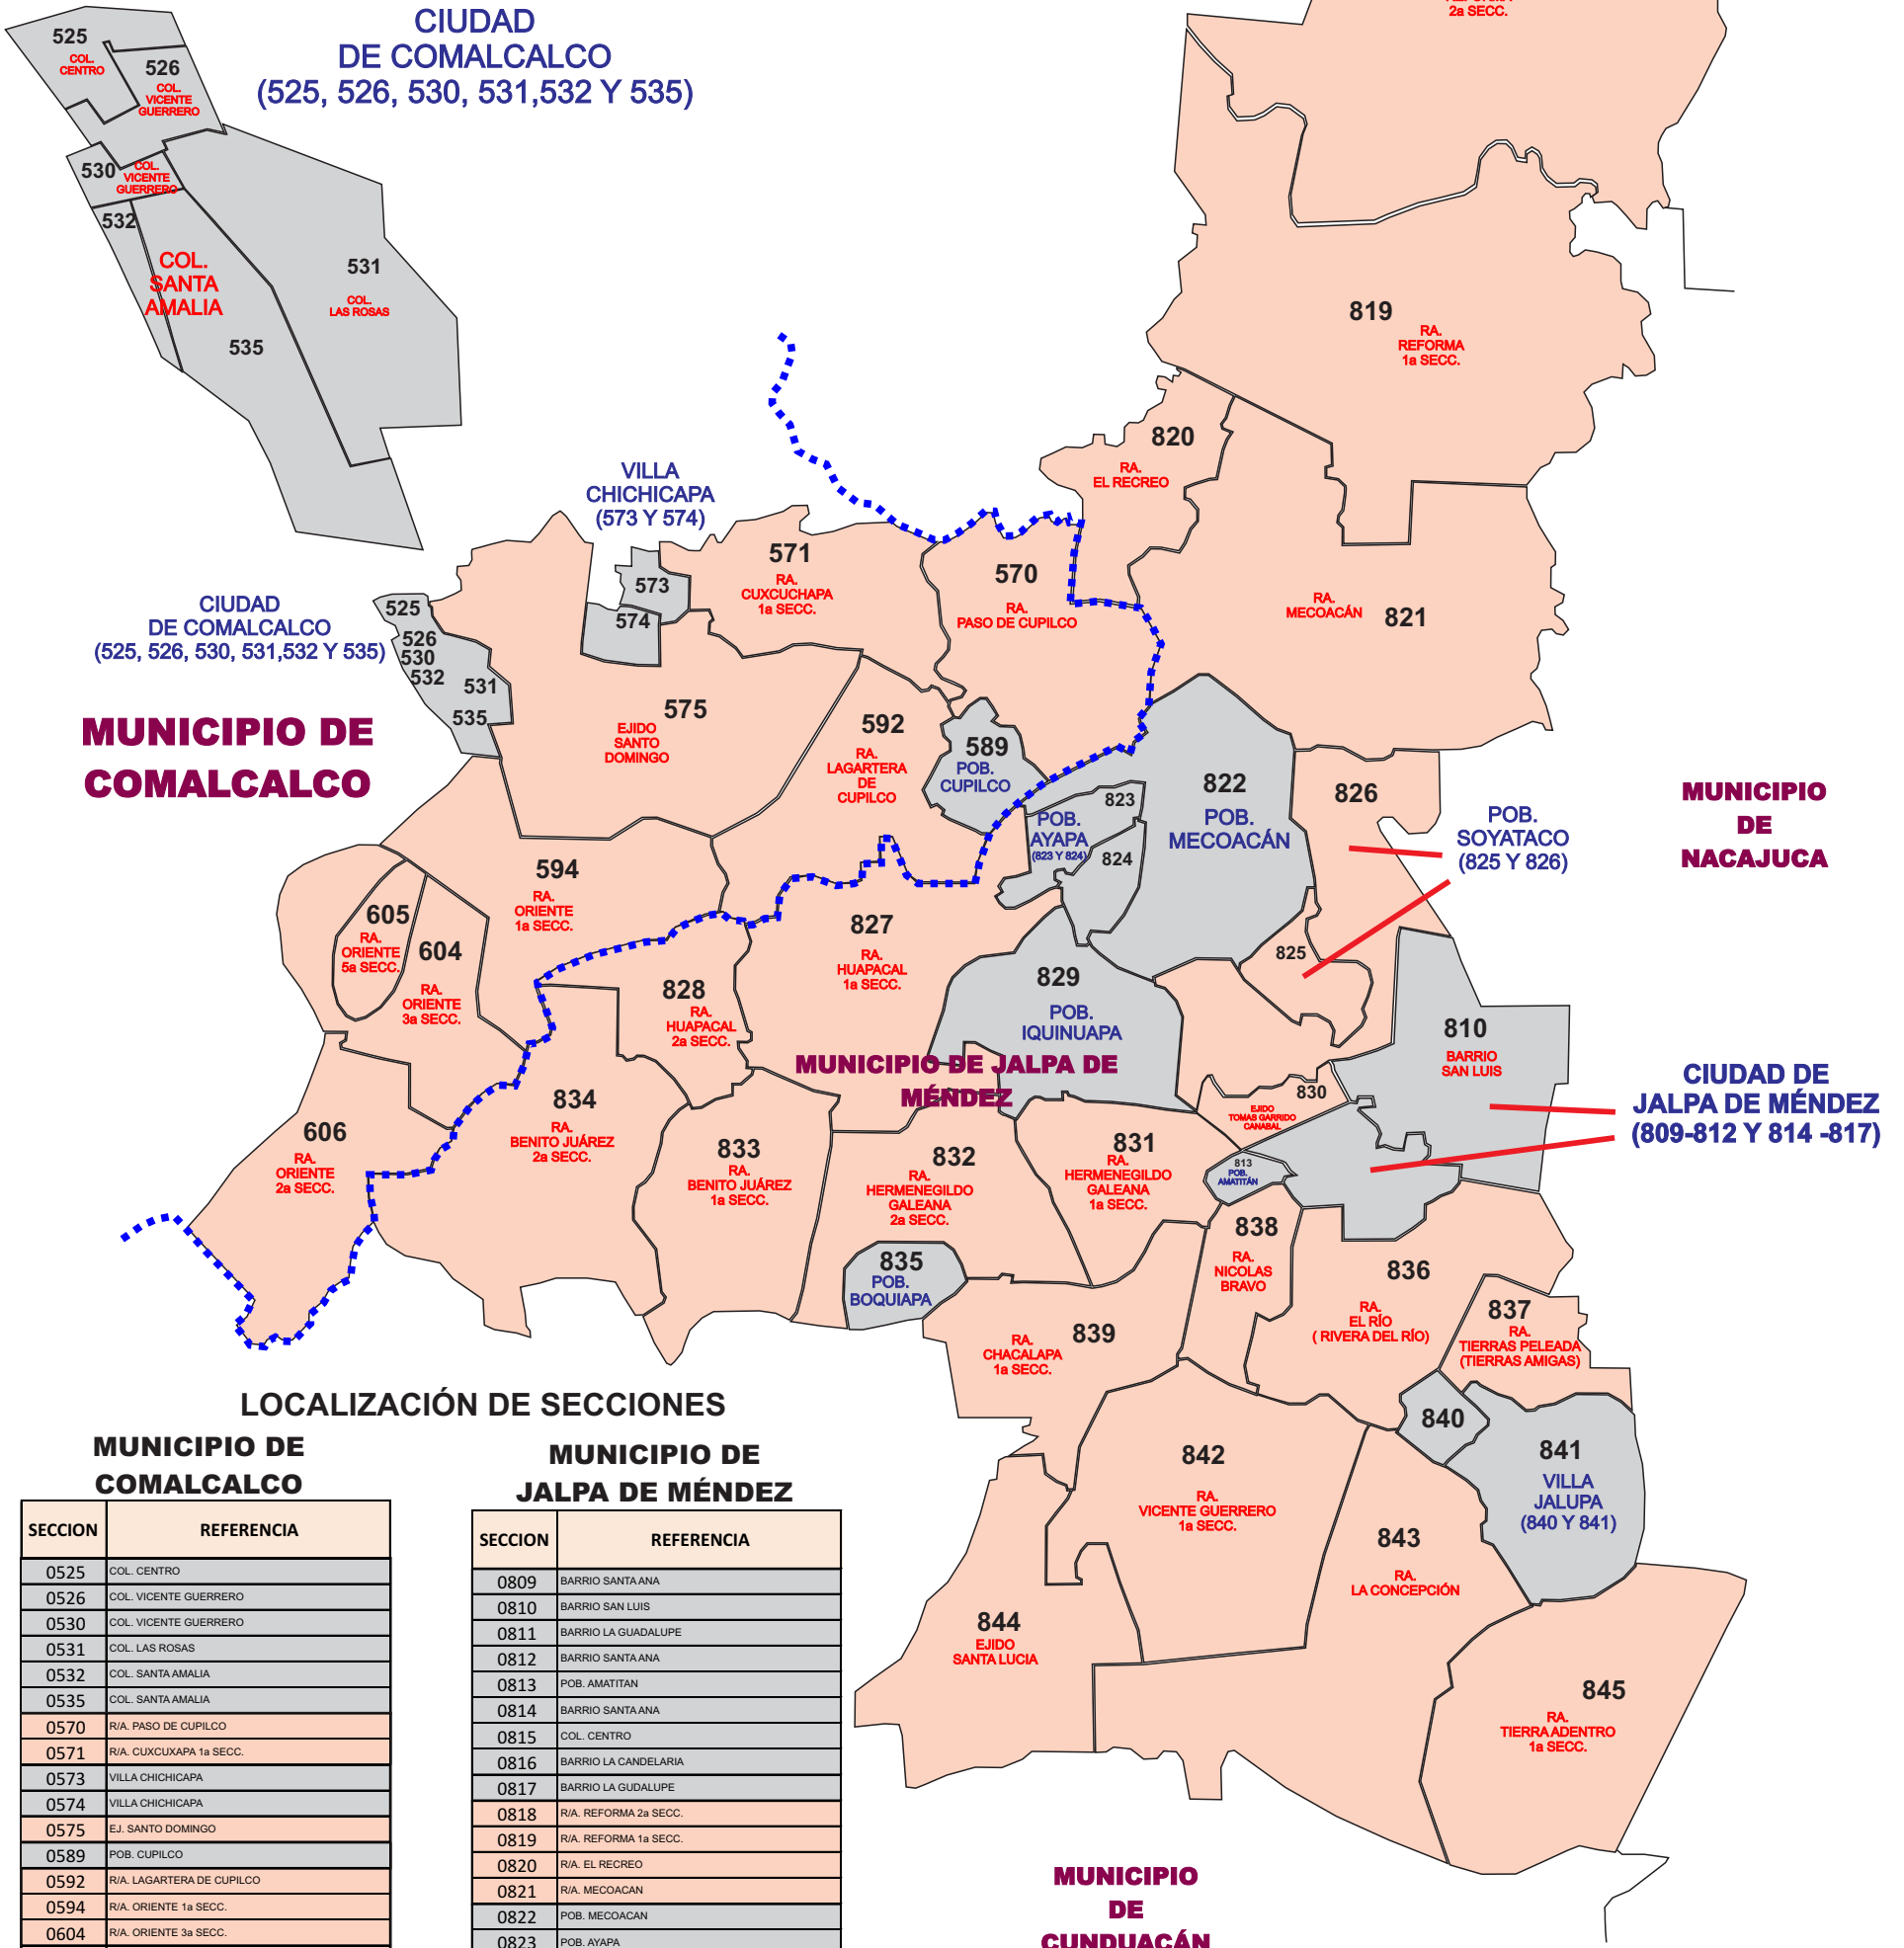 CIUDAD
DE COMALCALCO
(525, 526, 530, 531,532 Y 535)
525
COL.
CENTRO
526
COL.
VICENTE
GUERRERO
530
COL.
VICENTE
GUERRERO
532
COL.
SANTA
AMALIA
531
COL.
LAS ROSAS
535
2a SECC.
819
RA.
REFORMA
1a SECC.
820
RA.
EL RECREO
VILLA
CHICHICAPA
(573 Y 574)
571
RA.
CUXCUCHAPA
1a SECC.
570
RA.
PASO DE CUPILCO
573
574
RA.
MECOACÁN
821
CIUDAD
DE COMALCALCO
(525, 526, 530, 531,532 Y 535)
525
526
530
532
531
535
MUNICIPIO DE
COMALCALCO
575
EJIDO
SANTO
DOMINGO
592
RA.
LAGARTERA
DE
CUPILCO
589
POB.
CUPILCO
822
POB.
MECOACÁN
823
POB.
AYAPA
(823 Y 824)
824
826
POB.
SOYATACO
(825 Y 826)
MUNICIPIO
DE
NACAJUCA
594
RA.
ORIENTE
1a SECC.
605
RA.
ORIENTE
5a SECC.
604
RA.
ORIENTE
3a SECC.
827
RA.
HUAPACAL
1a SECC.
828
RA.
HUAPACAL
2a SECC.
829
POB.
IQUINUAPA
825
810
BARRIO
SAN LUIS
MUNICIPIO DE JALPA DE
MÉNDEZ
CIUDAD DE
JALPA DE MÉNDEZ
(809-812 Y 814 -817)
830
EJIDO
TOMAS GARRIDO
CANABAL
606
RA.
ORIENTE
2a SECC.
834
RA.
BENITO JUÁREZ
2a SECC.
833
RA.
BENITO JUÁREZ
1a SECC.
832
RA.
HERMENEGILDO
GALEANA
2a SECC.
831
RA.
HERMENEGILDO
GALEANA
1a SECC.
813
POB.
AMATITÁN
838
RA.
NICOLAS
BRAVO
835
POB.
BOQUIAPA
836
RA.
EL RÍO
( RIVERA DEL RÍO)
837
RA.
TIERRAS PELEADA
(TIERRAS AMIGAS)
839
RA.
CHACALAPA
1a SECC.
840
841
VILLA
JALUPA
(840 Y 841)
842
RA.
VICENTE GUERRERO
1a SECC.
843
RA.
LA CONCEPCIÓN
844
EJIDO
SANTA LUCIA
845
RA.
TIERRA ADENTRO
1a SECC.
MUNICIPIO
DE
CUNDUACÁN
LOCALIZACIÓN DE SECCIONES
MUNICIPIO DE
COMALCALCO
SECCION REFERENCIA
0525 COL. CENTRO
0526 COL. VICENTE GUERRERO
0530 COL. VICENTE GUERRERO
0531 COL. LAS ROSAS
0532 COL. SANTA AMALIA
0535 COL. SANTA AMALIA
0570 R/A. PASO DE CUPILCO
0571 R/A. CUXCUXAPA 1a SECC.
0573 VILLA CHICHICAPA
0574 VILLA CHICHICAPA
0575 EJ. SANTO DOMINGO
0589 POB. CUPILCO
0592 R/A. LAGARTERA DE CUPILCO
0594 R/A. ORIENTE 1a SECC.
0604 R/A. ORIENTE 3a SECC.
MUNICIPIO DE
JALPA DE MÉNDEZ
SECCION REFERENCIA
0809 BARRIO SANTA ANA
0810 BARRIO SAN LUIS
0811 BARRIO LA GUADALUPE
0812 BARRIO SANTA ANA
0813 POB. AMATITAN
0814 BARRIO SANTA ANA
0815 COL. CENTRO
0816 BARRIO LA CANDELARIA
0817 BARRIO LA GUDALUPE
0818 R/A. REFORMA 2a SECC.
0819 R/A. REFORMA 1a SECC.
0820 R/A. EL RECREO
0821 R/A. MECOACAN
0822 POB. MECOACAN
0823 POB. AYAPA